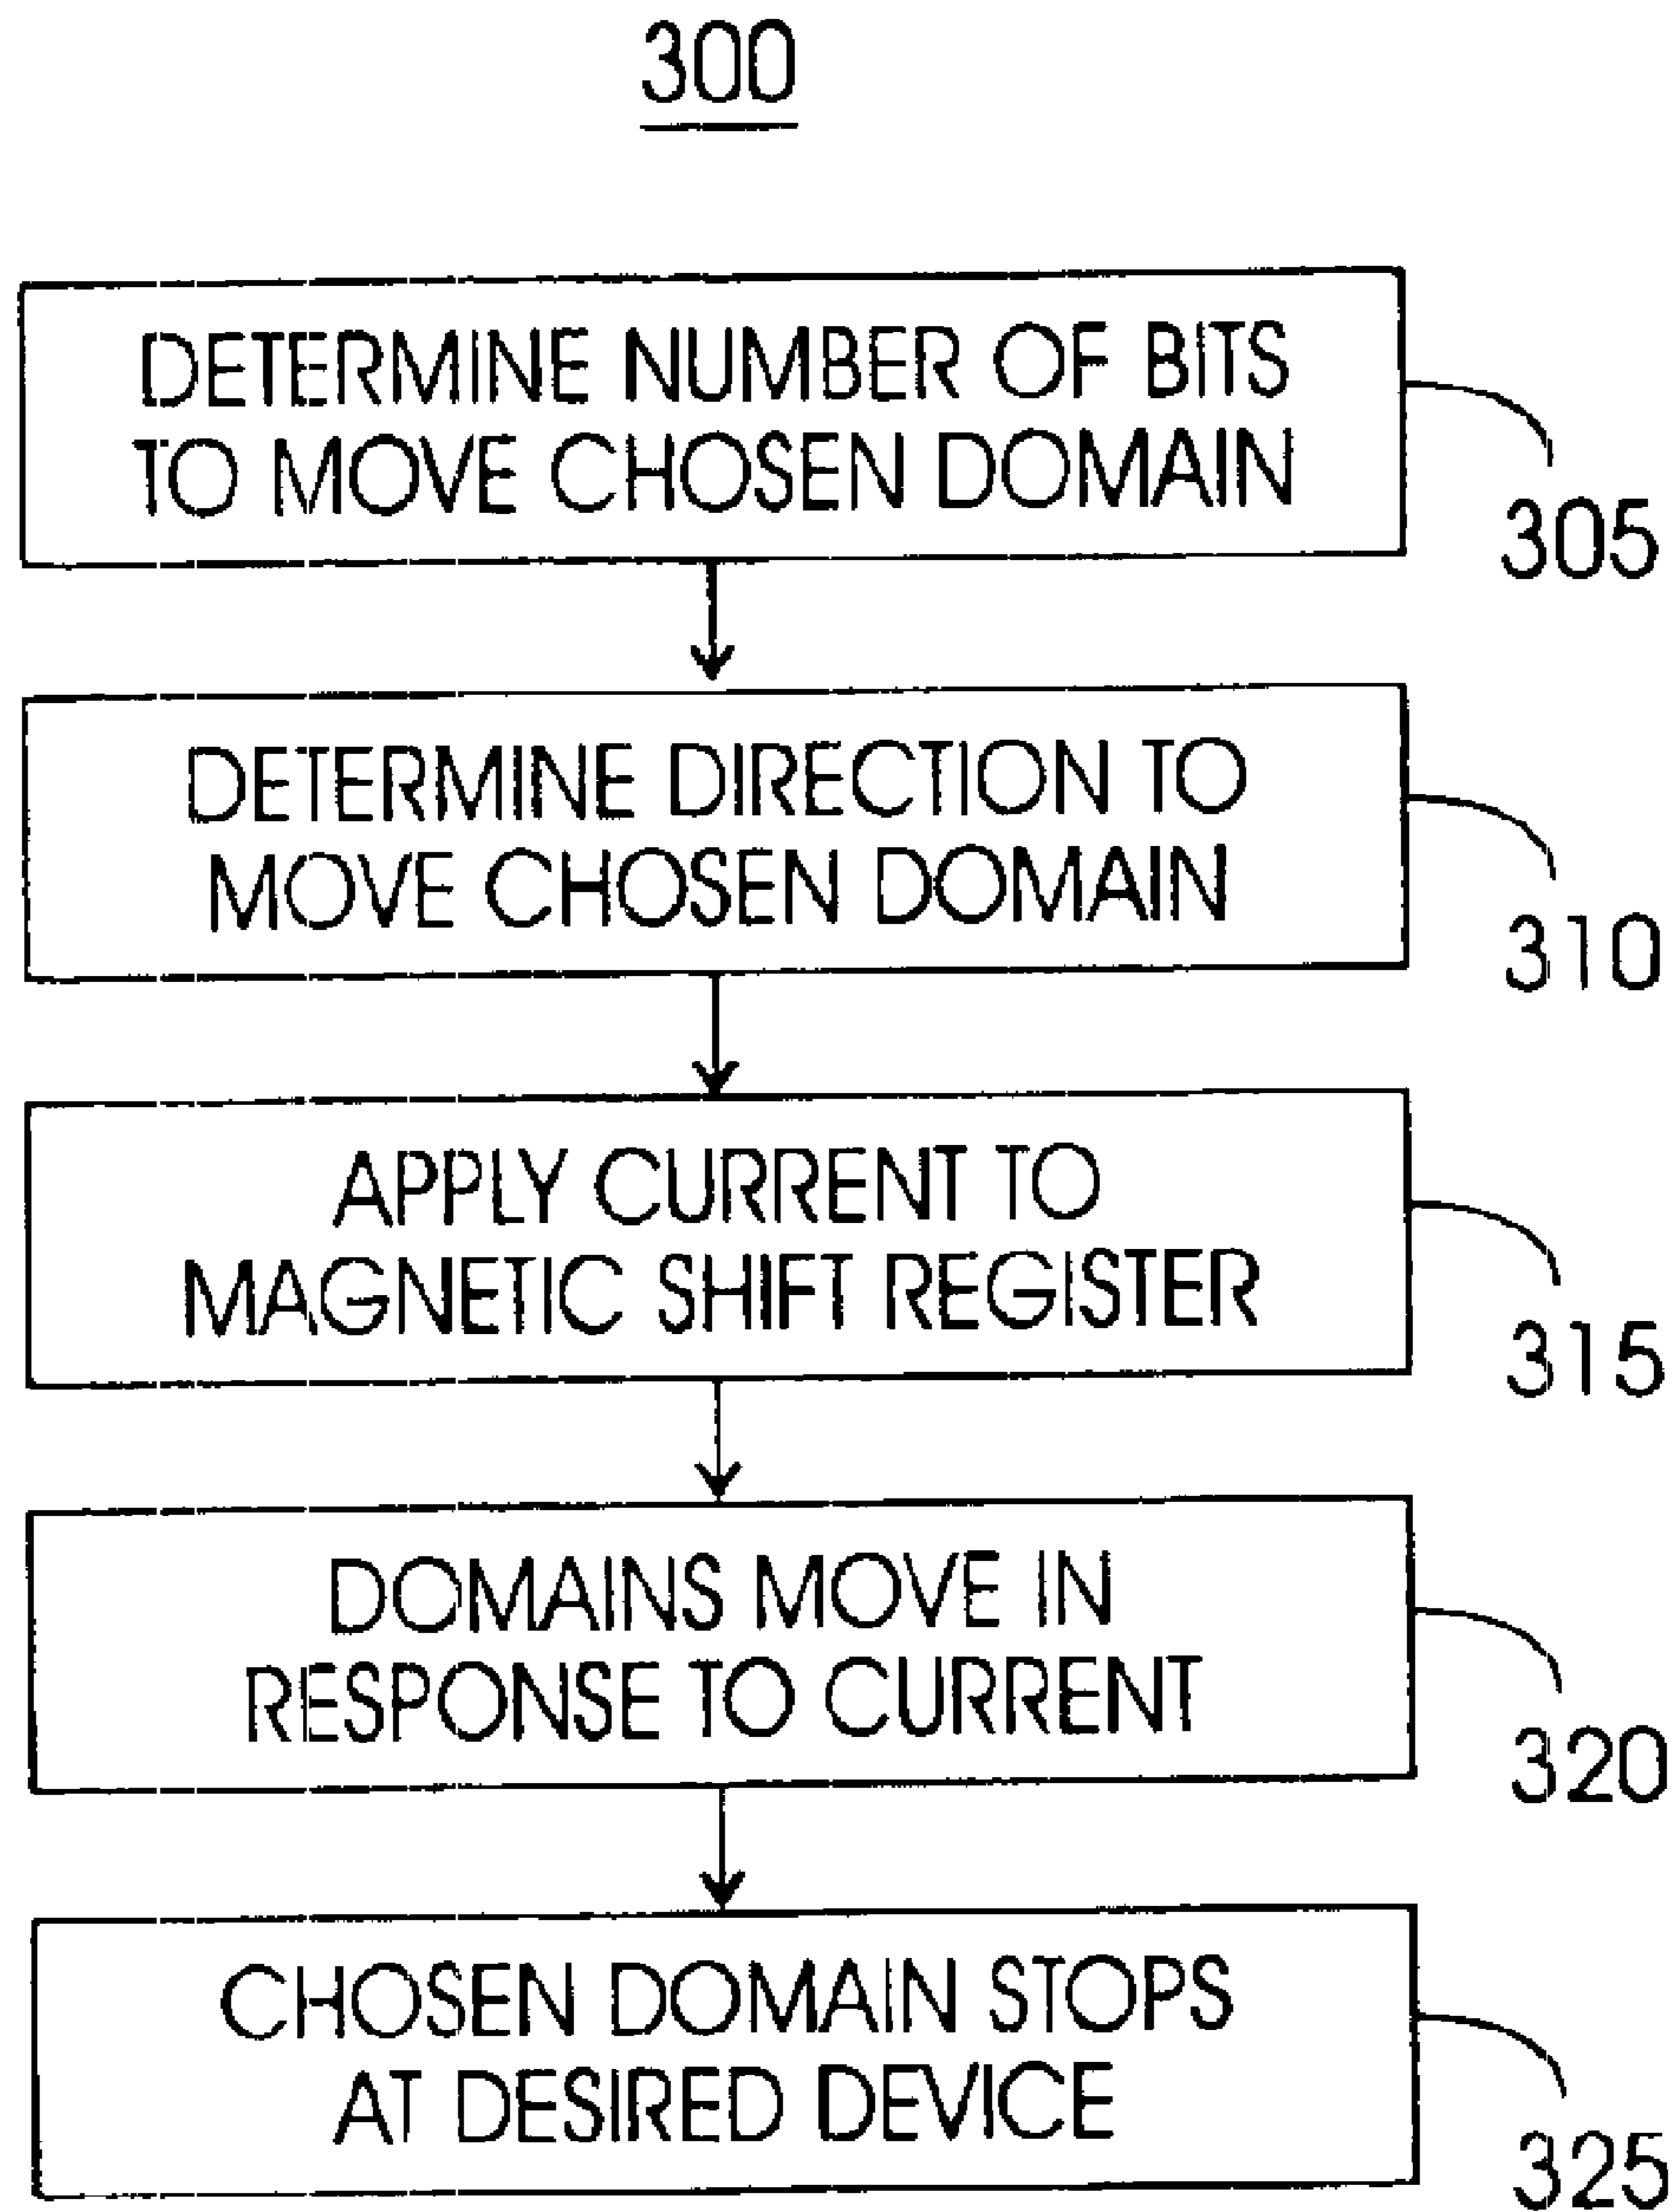 300
DETERMINE NUMBER OF BITS
TO MOVE CHOSEN DOMAIN
305
DETERMINE DIRECTION TO
MOVE CHOSEN DOMAIN
310
APPLY CURRENT TO
MAGNETIC SHIFT REGISTER
315
DOMAINS MOVE IN
RESPONSE TO CURRENT
320
CHOSEN DOMAIN STOPS
AT DESIRED DEVICE
325